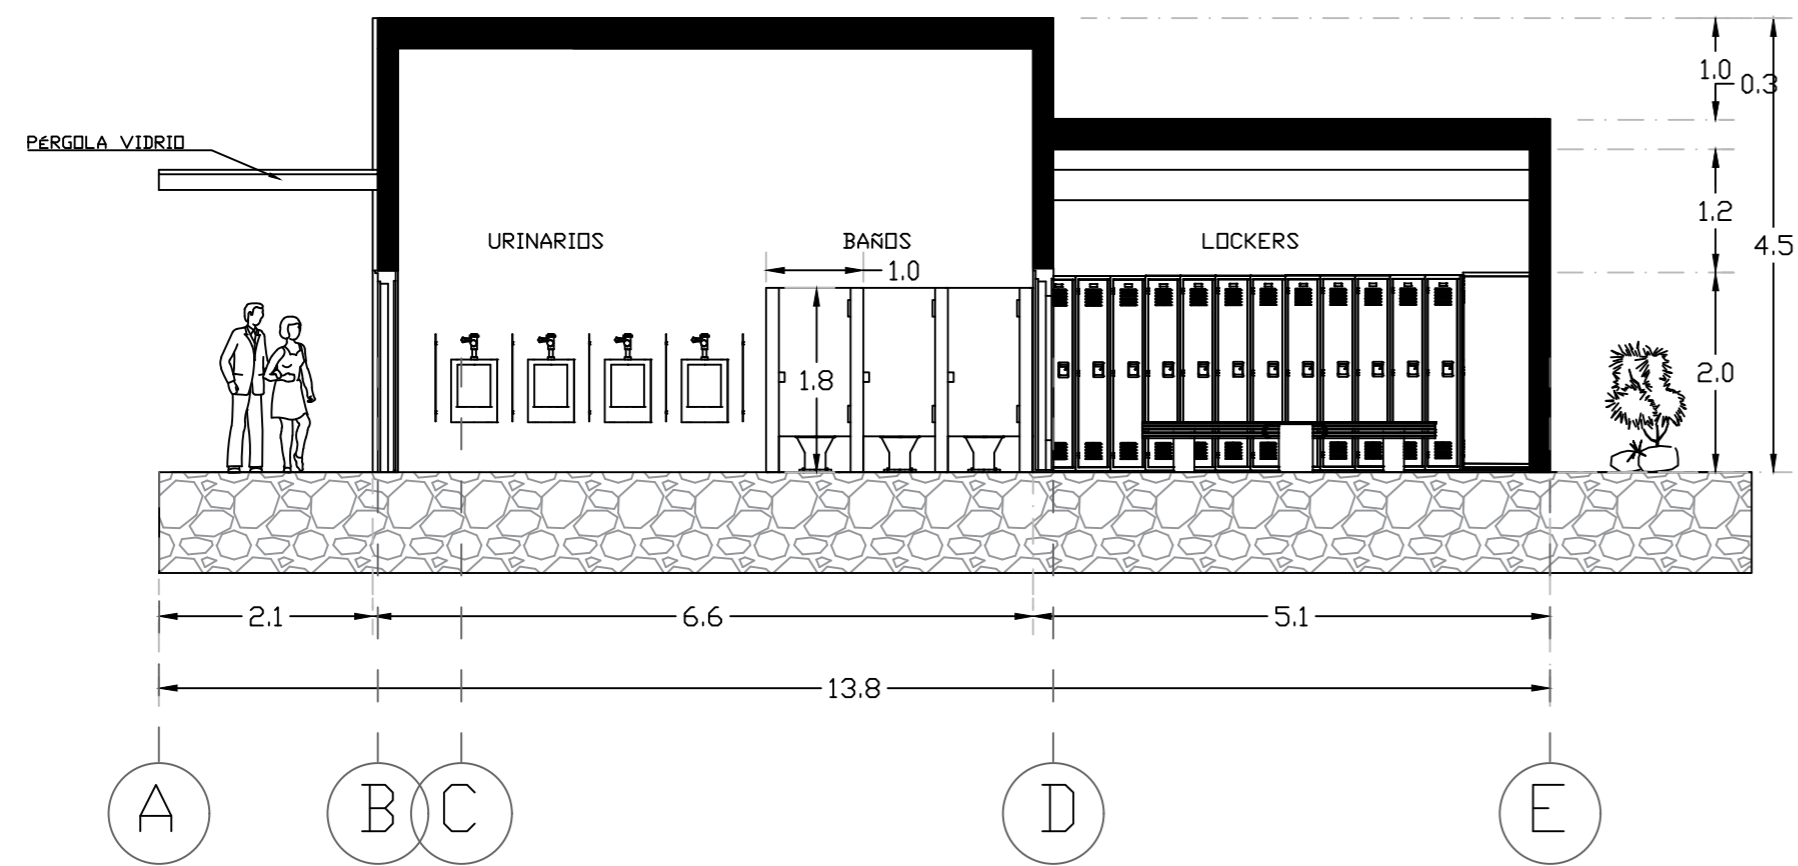 1.0
0.3
PÉRGOLA VIDRIO
1.2
URINARIOS
BAÑOS
LOCKERS
4.5
1.0
1.8
2.0
2.1
6.6
5.1
13.8
A
B
C
D
E